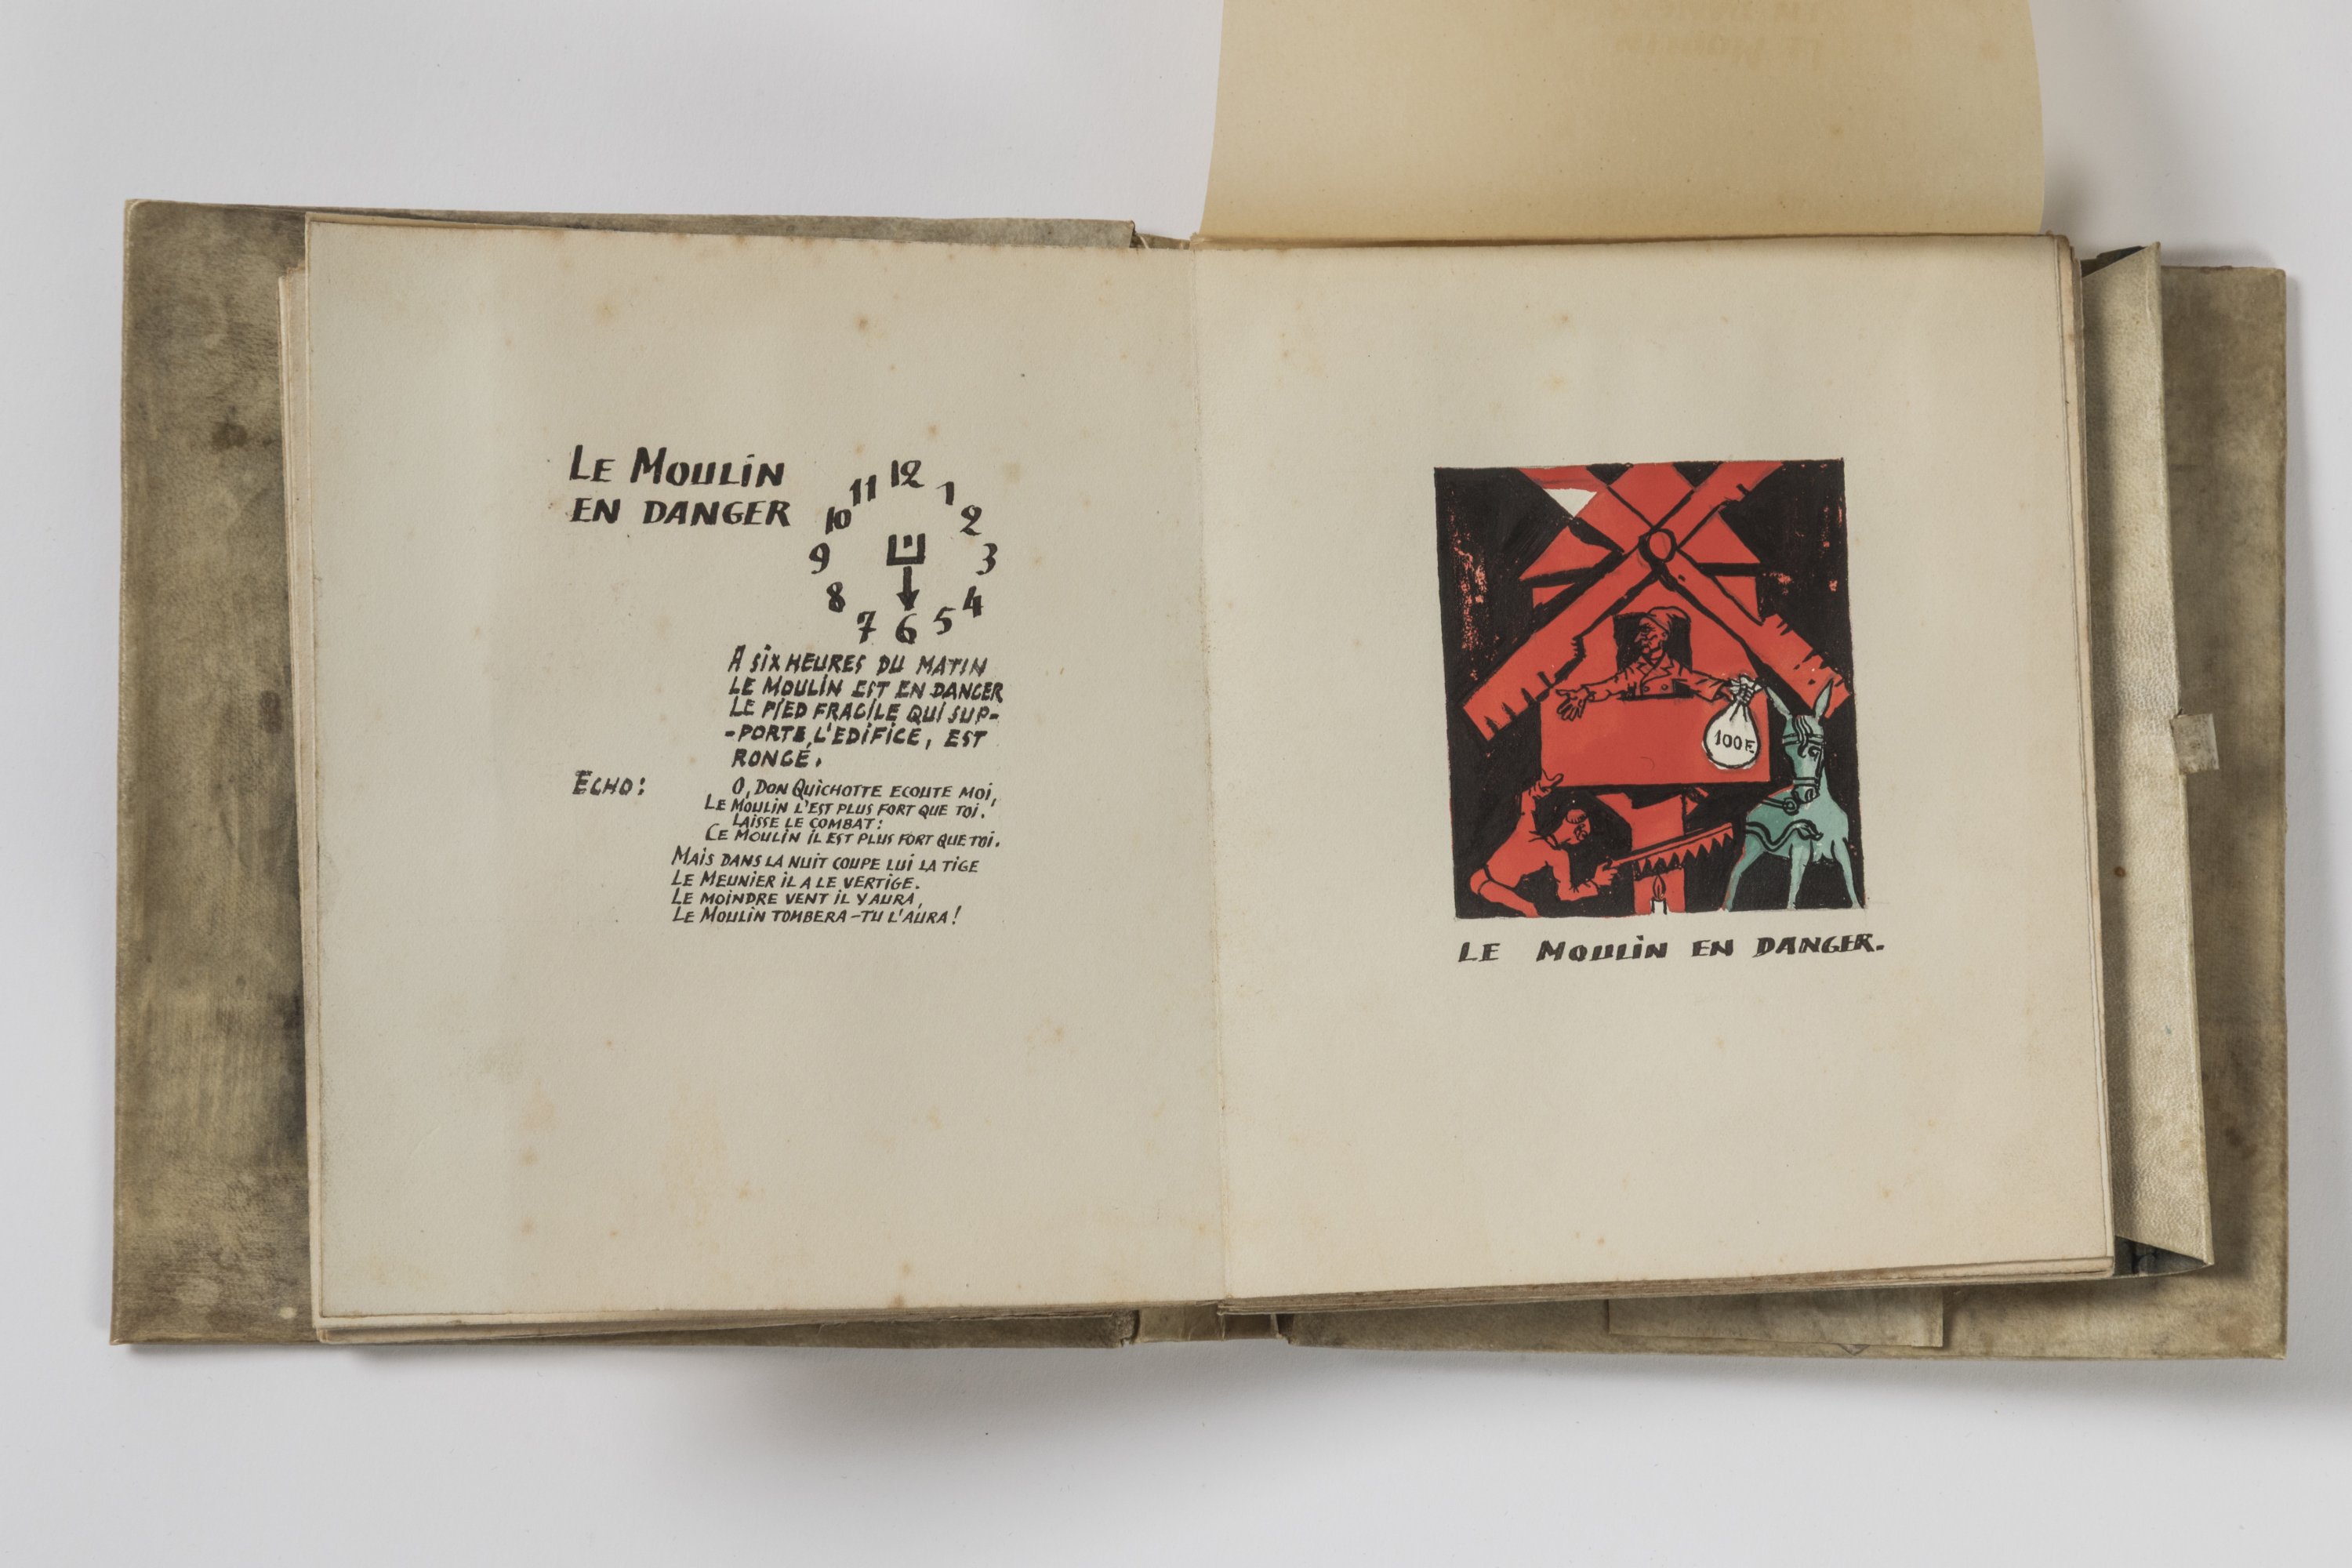 LE MOULIN
EN DANGER
12
11
1
10
2
9
3
8
4
7
6
5
A SIX HEURES DU MATIN
LE MOULIN EST EN DANGER
LE PIED FRAGILE QUI SUP-
-PORTE L'EDIFICE, EST
RONGÉ.
ECHO:
O, DON QUICHOTTE ECOUTE MOI,
LE MOULIN L'EST PLUS FORT QUE TOI.
LAISSE LE COMBAT:
CE MOULIN IL EST PLUS FORT QUE TOI.
MAIS DANS LA NUIT COUPE LUI LA TIGE
LE MEUNIER IL A LE VERTIGE.
LE MOINDRE VENT IL Y AURA,
LE MOULIN TOMBERA-TU L'AURA!
100F.
LE MOULIN EN DANGER.